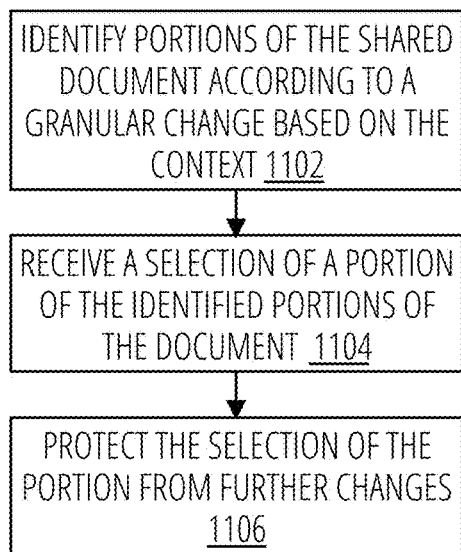 IDENTIFY PORTIONS OF THE SHARED
DOCUMENT ACCORDING TO A
GRANULAR CHANGE BASED ON THE
CONTEXT 1102
RECEIVE A SELECTION OF A PORTION
OF THE IDENTIFIED PORTIONS OF
THE DOCUMENT 1104
PROTECT THE SELECTION OF THE
PORTION FROM FURTHER CHANGES
1106